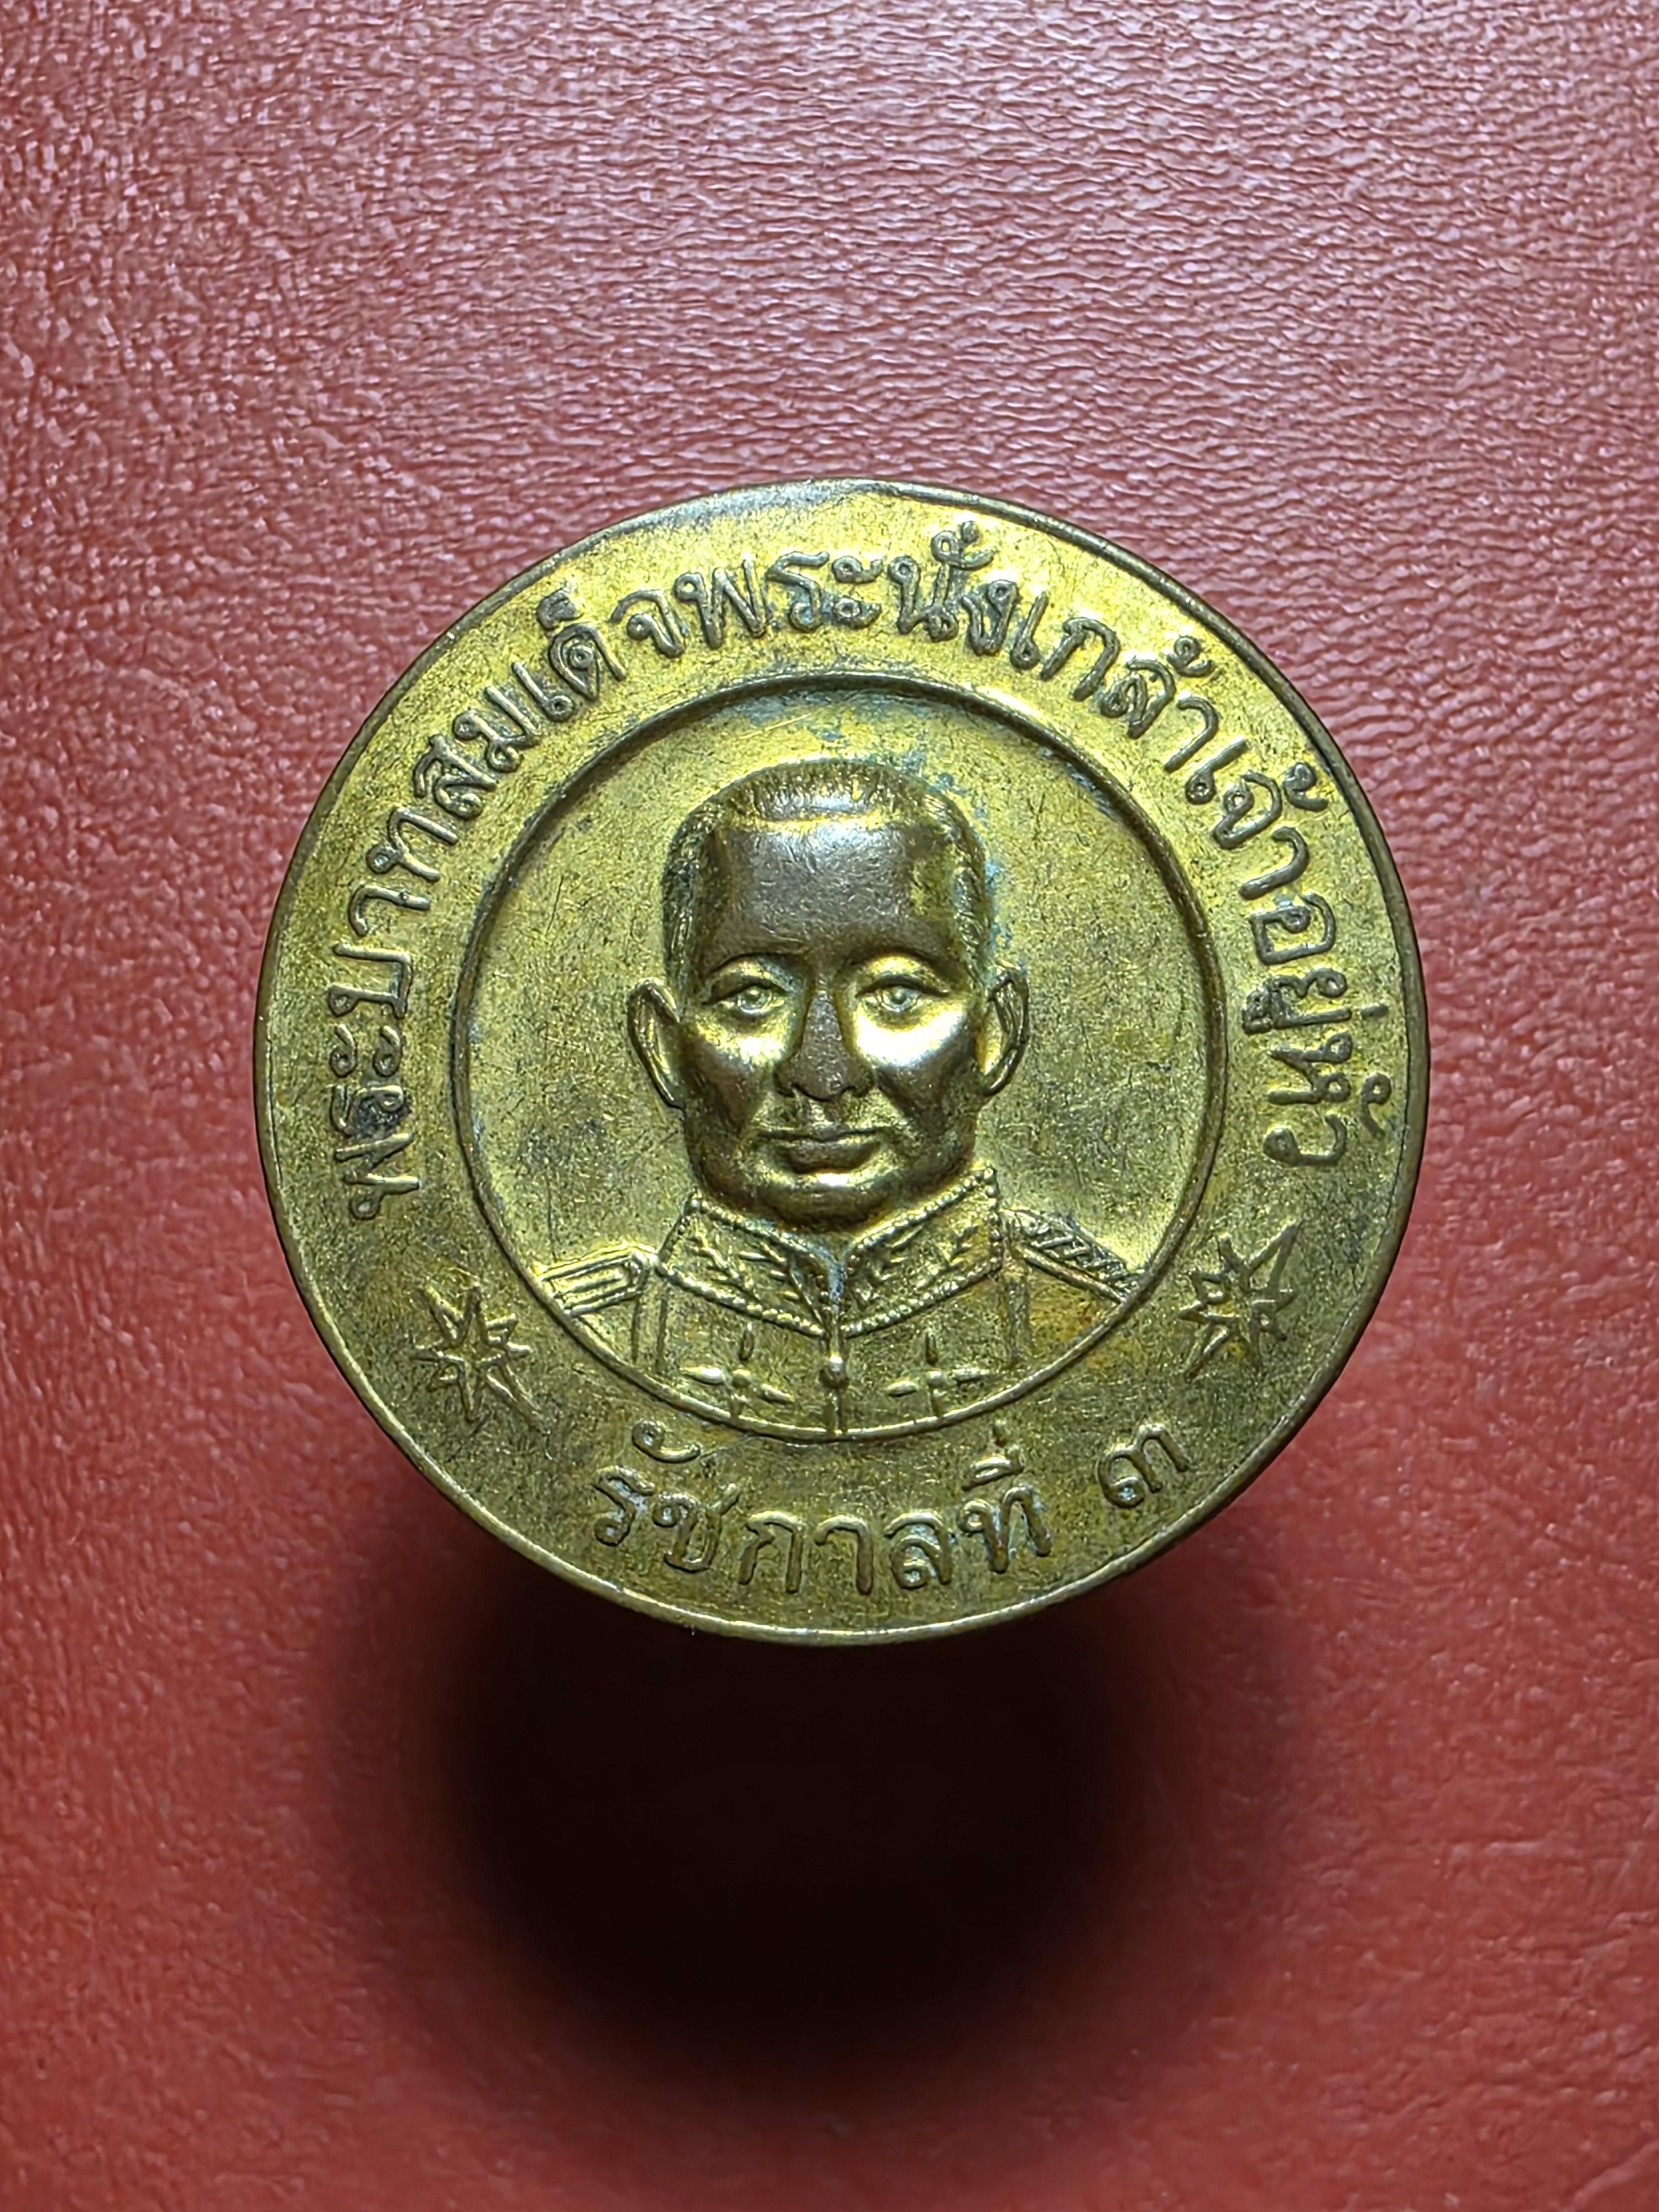 พระบาทสมเด็จพระนั่งเกล้าเจ้าอยู่หัว
รัชกาลที่ ๓